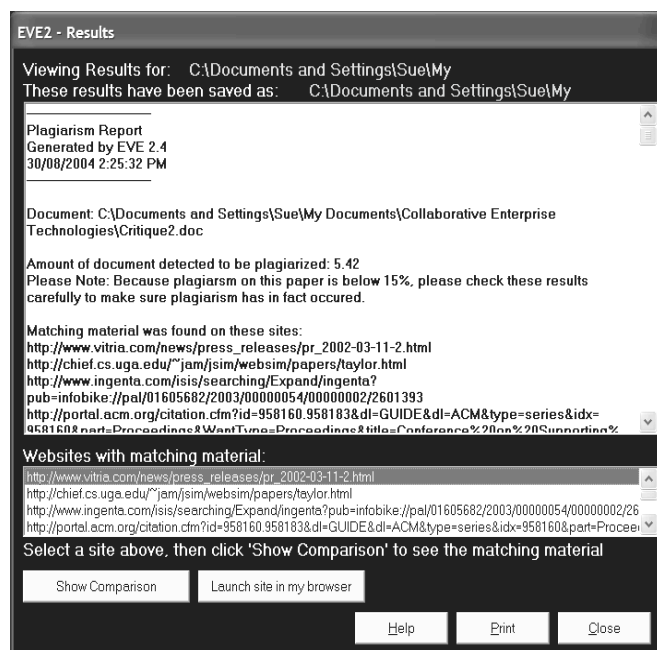 EVE2 - Results
Viewing Results for: C:\Documents and Settings\Sue\My
These results have been saved as: C:\Documents and Settings\Sue\My
Plagiarism Report
Generated by EVE 2.4
30/08/2004 2:25:32 PM
Document: C:\Documents and Settings\Sue\My Documents\Collaborative Enterprise
Technologies\Critique2.doc
Amount of document detected to be plagiarized: 5.42
Please Note: Because plagiarsm on this paper is below 15%, please check these results
carefully to make sure plagiarism has in fact occured.
Matching material was found on these sites:
http://www.vitria.com/news/press_releases/pr_2002-03-11-2.html
http://chief.cs.uga.edu/~jam/jsim/websim/papers/taylor.html
http://www.ingenta.com/isis/searching/Expand/ingenta?
pub=infobike://pal/01605682/2003/00000054/00000002/2601393
http://portal.acm.org/citation.cfm?id=958160.958183&dl=GUIDE&dl=ACM&type=series&idx=
958160&part=Proceedings&WantType=Proceedings&title=Conference%20on%20Supporting%
Websites with matching material:
http://www.vitria.com/news/press_releases/pr_2002-03-11-2.html
http://chief.cs.uga.edu/~jam/jsim/websim/papers/taylor.html
http://www.ingenta.com/isis/searching/Expand/ingenta?pub=infobike://pal/01605682/2003/00000054/00000002/26
http://portal.acm.org/citation.cfm?id=958160.958183&dl=GUIDE&dl=ACM&type=series&idx=958160&part=Procee
Select a site above, then click 'Show Comparison' to see the matching material
Show Comparison Launch site in my browser
Help Print Close